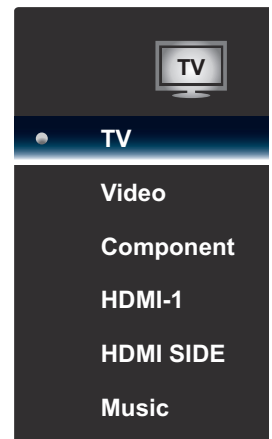 TV
TV
Video
Component
HDMI-1
HDMI SIDE
Music